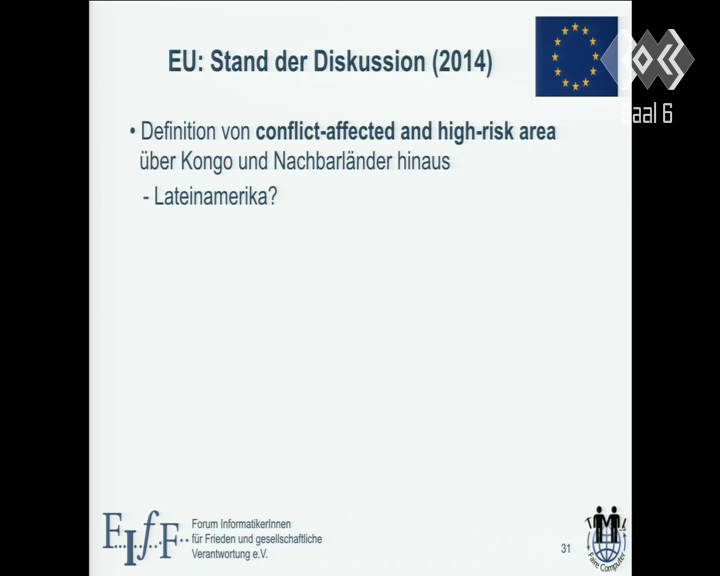 EU: Stand der Diskussion (2014)
Saal 6
• Definition von conflict-affected and high-risk area
über Kongo und Nachbarländer hinaus
- Lateinamerika?
F..I..f..F..
Forum InformatikerInnen
für Frieden und gesellschaftliche
Verantwortung e.V.
31
Faire Computer